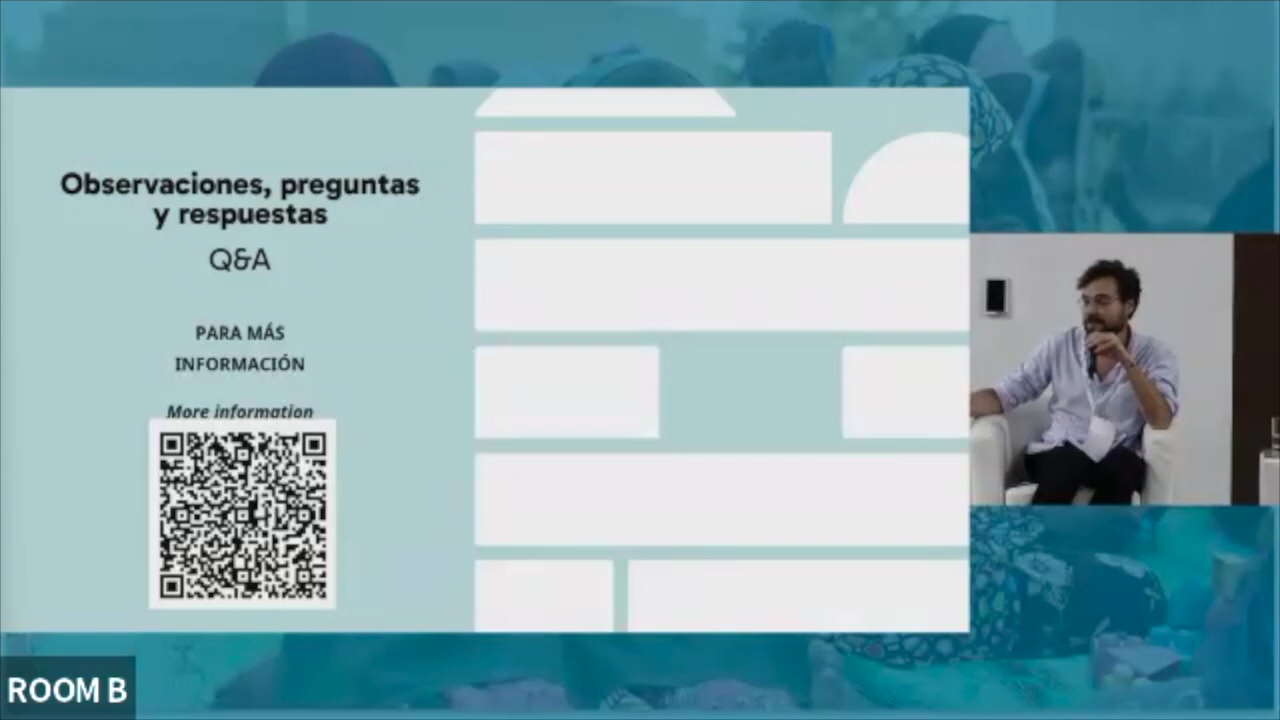 Observaciones, preguntas
y respuestas
Q&A
PARA MÁS
INFORMACIÓN
More information
ROOM B